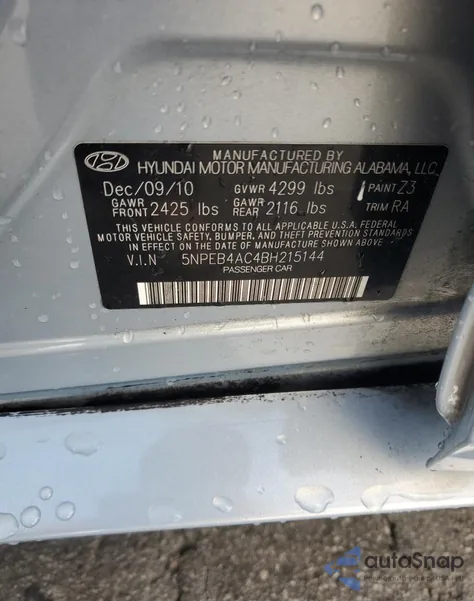 MANUFACTURED BY
HYUNDAI MOTOR MANUFACTURING ALABAMA, LLC
Dec/09/10 GVWR 4299 lbs PAINT Z3
GAWR FRONT 2425 lbs GAWR REAR 2116 lbs TRIM RA
THIS VEHICLE CONFORMS TO ALL APPLICABLE U.S.A FEDERAL
MOTOR VEHICLE SAFETY, BUMPER, AND THEFT PREVENTION
STANDARDS IN EFFECT ON THE DATE OF MANUFACTURE SHOWN ABOVE.
V.I.N 5NPEB4AC4BH215144
PASSENGER CAR
autoSnap